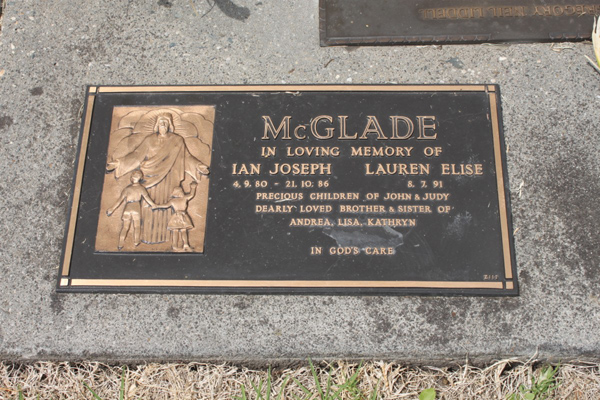 McGLADE
IN LOVING MEMORY OF
IAN JOSEPH LAUREN ELISE
4. 9. 80 - 21. 10. 86 8. 7. 91
PRECIOUS CHILDREN OF JOHN & JUDY
DEARLY LOVED BROTHER & SISTER OF
ANDREA, LISA, KATHRYN
IN GOD'S CARE